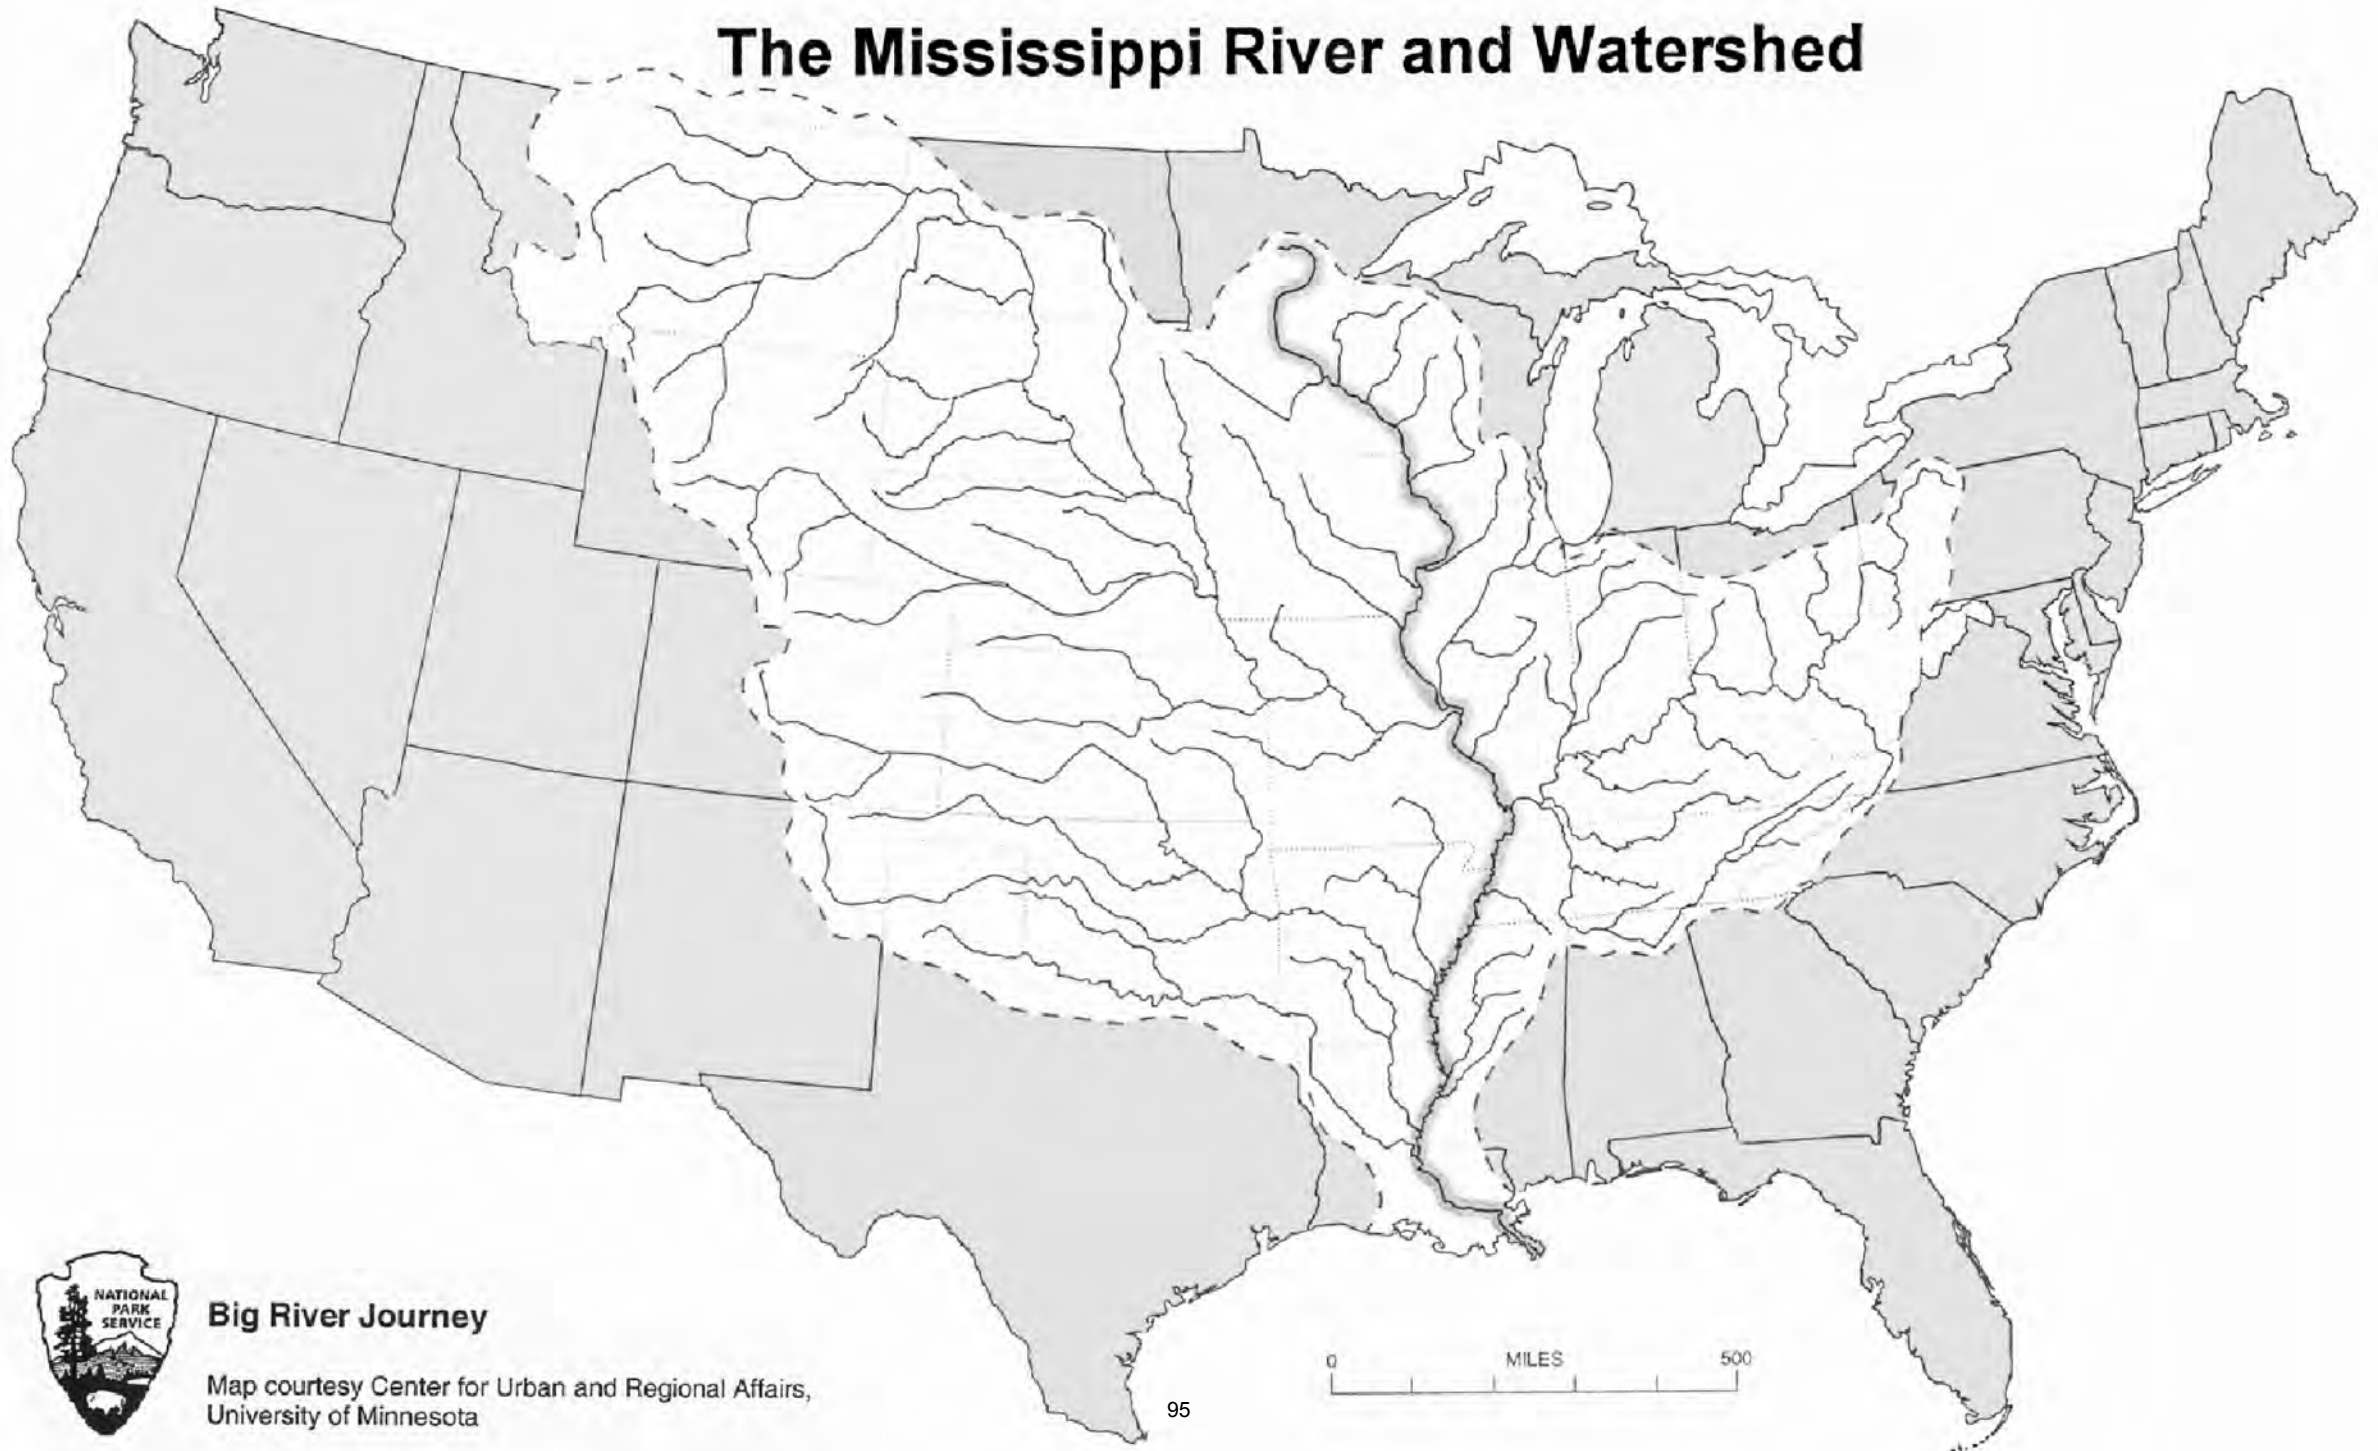 The Mississippi River and Watershed
NATIONAL
PARK
SERVICE
Big River Journey
Map courtesy Center for Urban and Regional Affairs,
University of Minnesota
0 MILES 500
95